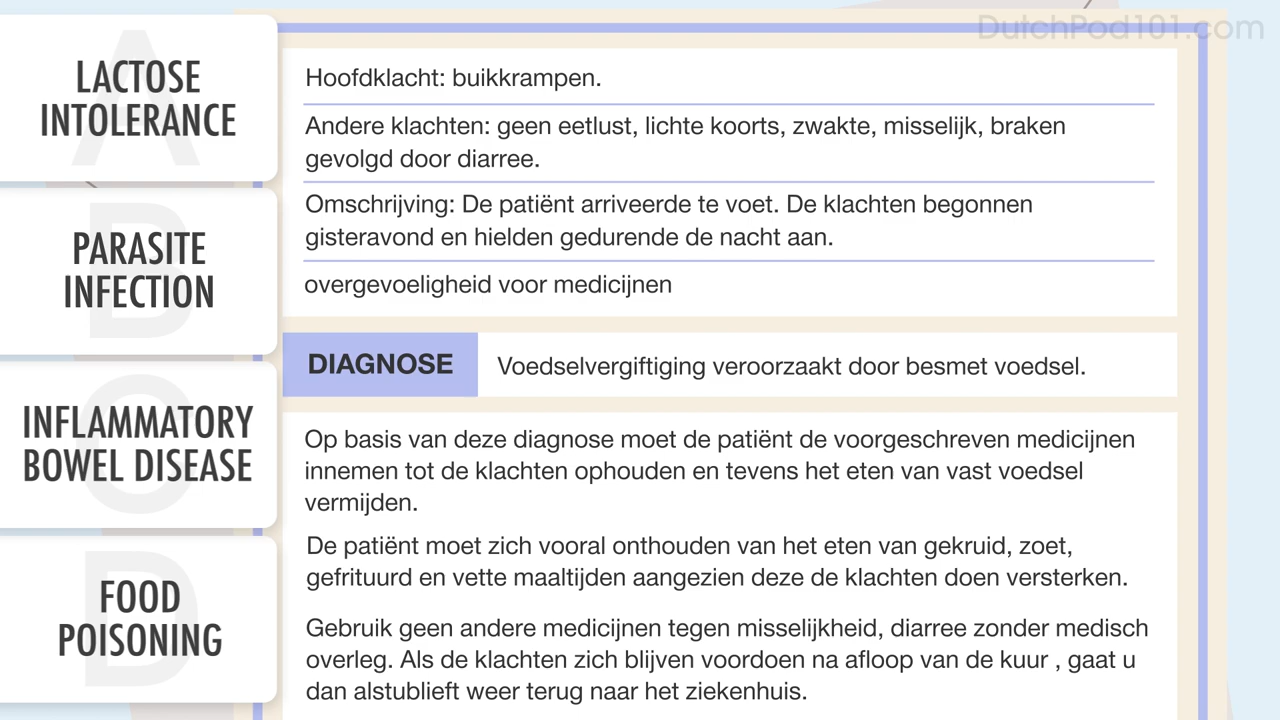 DutchPod101.com
LACTOSE
INTOLERANCE
A
PARASITE
INFECTION
B
INFLAMMATORY
BOWEL DISEASE
C
FOOD
POISONING
D
Hoofdklacht: buikkrampen.
Andere klachten: geen eetlust, lichte koorts, zwakte, misselijk, braken
gevolgd door diarree.
Omschrijving: De patiënt arriveerde te voet. De klachten begonnen
gisteravond en hielden gedurende de nacht aan.
overgevoeligheid voor medicijnen
DIAGNOSE
Voedselvergiftiging veroorzaakt door besmet voedsel.
Op basis van deze diagnose moet de patiënt de voorgeschreven medicijnen
innemen tot de klachten ophouden en tevens het eten van vast voedsel
vermijden.
De patiënt moet zich vooral onthouden van het eten van gekruid, zoet,
gefrituurd en vette maaltijden aangezien deze de klachten doen versterken.
Gebruik geen andere medicijnen tegen misselijkheid, diarree zonder medisch
overleg. Als de klachten zich blijven voordoen na afloop van de kuur , gaat u
dan alstublieft weer terug naar het ziekenhuis.